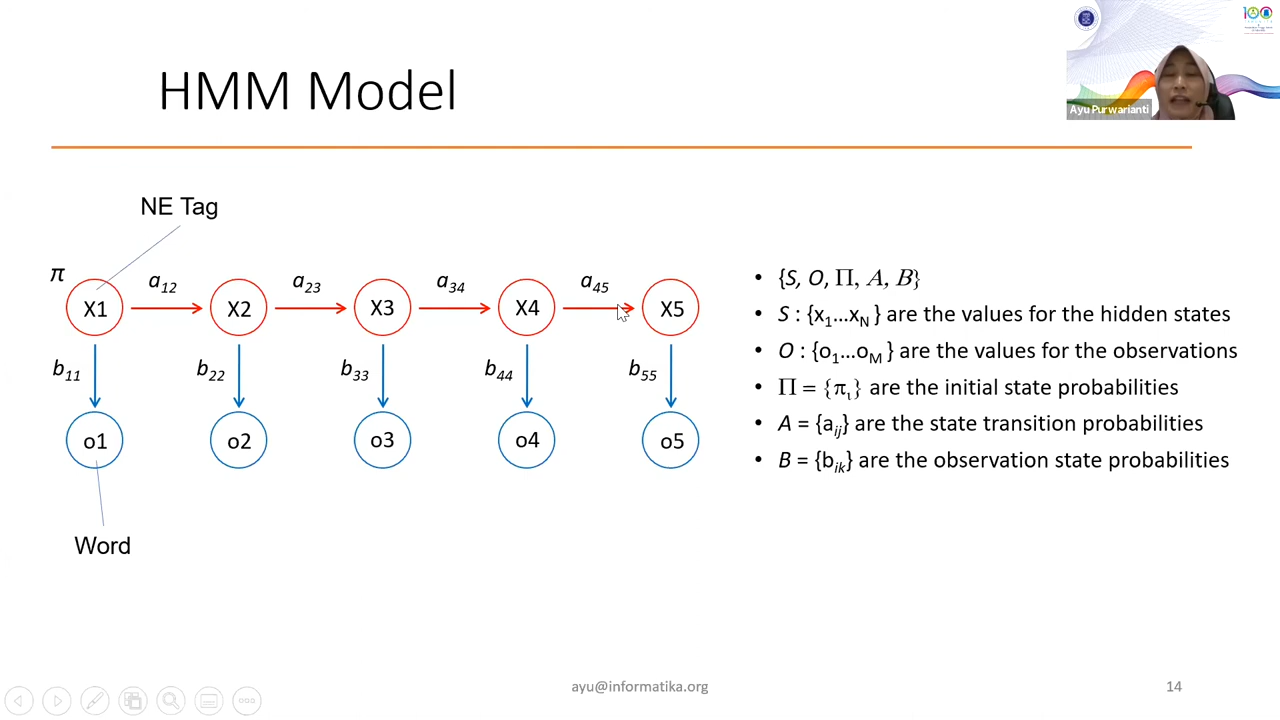 100
HMM Model
Ayu Purwarianti
NE Tag
π
a12
a23
a34
a45
X1
X2
X3
X4
X5
b11
b22
b33
b44
b55
o1
o2
o3
o4
o5
Word
• {S, O, Π, A, B}
• S : {x1...xN } are the values for the hidden states
• O : {o1...oM } are the values for the observations
• Π = {πι} are the initial state probabilities
• A = {aij} are the state transition probabilities
• B = {bik} are the observation state probabilities
ayu@informatika.org
14